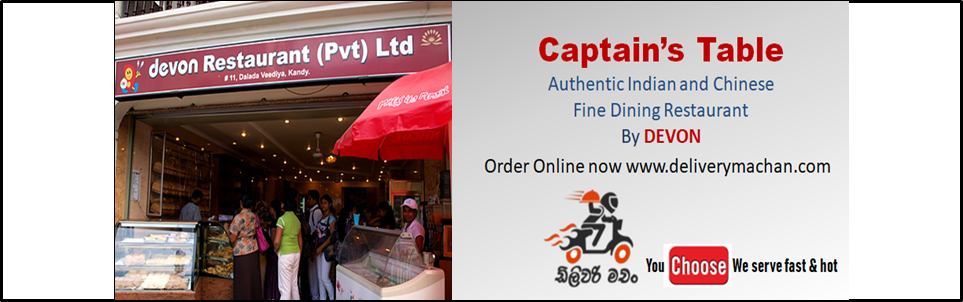 devon Restaurant (Pvt) Ltd
# 11, Dalada Veediya, Kandy.
Captain's Table
Authentic Indian and Chinese
Fine Dining Restaurant
By DEVON
Order Online now www.deliverymachan.com
7
ඩිලිවරි මචං
You Choose We serve fast & hot